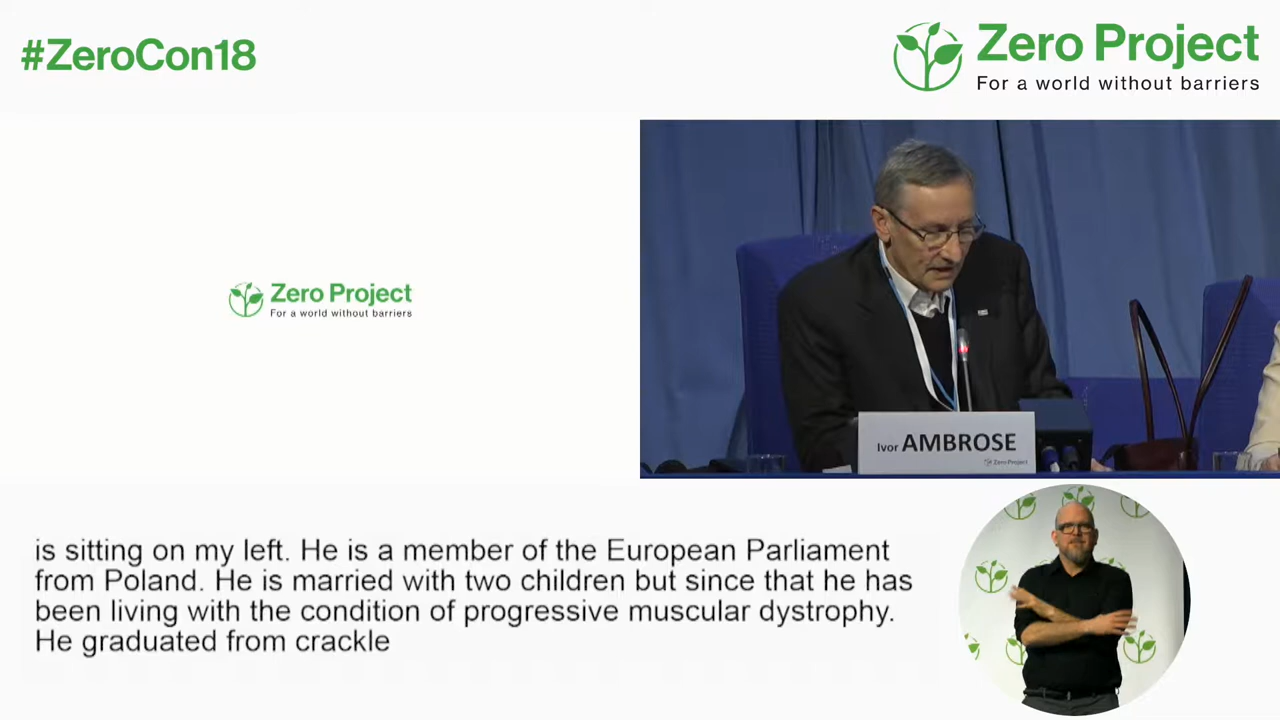 #ZeroCon18
Zero Project
For a world without barriers
Zero Project
For a world without barriers
Ivor AMBROSE
Zero Project
is sitting on my left. He is a member of the European Parliament
from Poland. He is married with two children but since that he has
been living with the condition of progressive muscular dystrophy.
He graduated from crackle